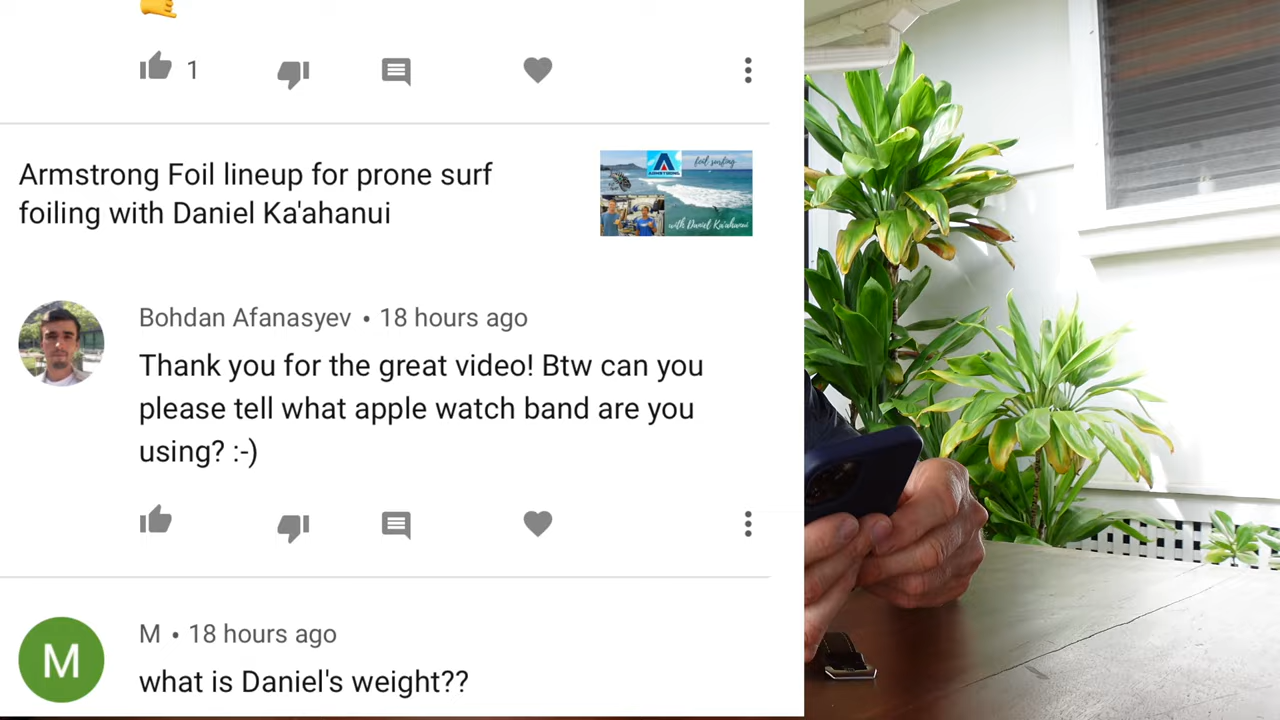 1
Armstrong Foil lineup for prone surf
foiling with Daniel Ka'ahanui
ARMSTRONG
foil surfing
with Daniel Ka'ahanui
Bohdan Afanasyev • 18 hours ago
Thank you for the great video! Btw can you
please tell what apple watch band are you
using? :-)
M
M • 18 hours ago
what is Daniel's weight??